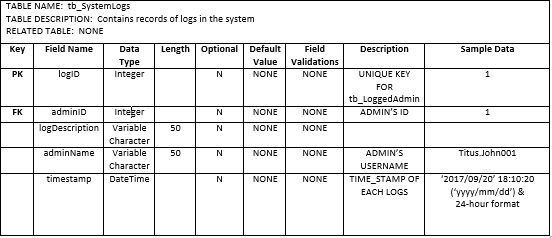 TABLE NAME: tb_SystemLogs
TABLE DESCRIPTION: Contains records of logs in the system
RELATED TABLE: NONE
Key Field Name Data Type Length Optional Default Value Field Validations Description Sample Data
PK logID Integer N NONE NONE UNIQUE KEY FOR tb_LoggedAdmin 1
FK adminID Integer N NONE NONE ADMIN'S ID 1
logDescription Variable Character 50 N NONE NONE
adminName Variable Character 50 N NONE NONE ADMIN'S USERNAME Titus.John001
timestamp DateTime N NONE NONE TIME_STAMP OF EACH LOGS '2017/09/20' 18:10:20 ('yyyy/mm/dd') & 24-hour format